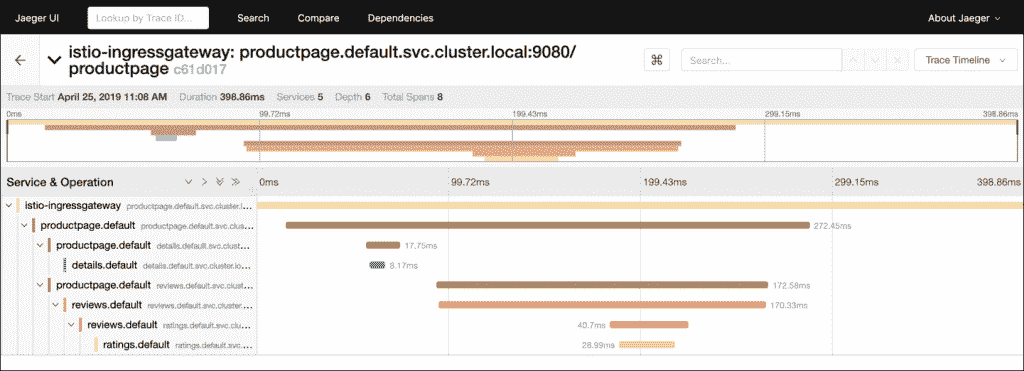 Jaeger UI Lookup by Trace ID... Search Compare Dependencies About Jaeger
istio-ingressgateway: productpage.default.svc.cluster.local:9080/
productpage c61d017
⌘ Search... Trace Timeline
Trace Start April 25, 2019 11:08 AM Duration 398.86ms Services 5 Depth 6 Total Spans 8
0ms 99.72ms 199.43ms 299.15ms 398.86ms
Service & Operation 0ms 99.72ms 199.43ms 299.15ms 398.86ms
istio-ingressgateway productpage.default.svc.cluster.l...
productpage.default productpage.default.svc.clus... 272.45ms
productpage.default details.default.svc.clust... 17.75ms
details.default details.default.svc.cluster.lo... 8.17ms
productpage.default reviews.default.svc.clust... 172.58ms
reviews.default reviews.default.svc.cluster.... 170.33ms
reviews.default ratings.default.svc.clu... 40.7ms
ratings.default ratings.default.svc.clust... 28.99ms